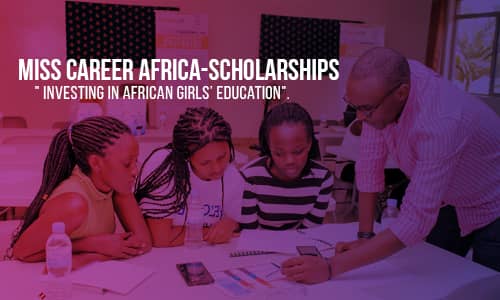 MISS CAREER AFRICA-SCHOLARSHIPS
" INVESTING IN AFRICAN GIRLS' EDUCATION".